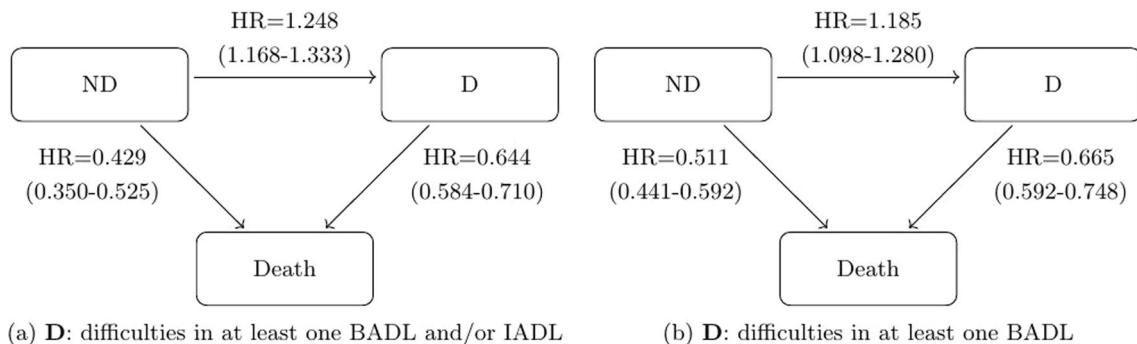 HR=1.248
(1.168-1.333)
ND
D
HR=0.429
(0.350-0.525)
HR=0.644
(0.584-0.710)
Death
(a) D: difficulties in at least one BADL and/or IADL
HR=1.185
(1.098-1.280)
ND
D
HR=0.511
(0.441-0.592)
HR=0.665
(0.592-0.748)
Death
(b) D: difficulties in at least one BADL